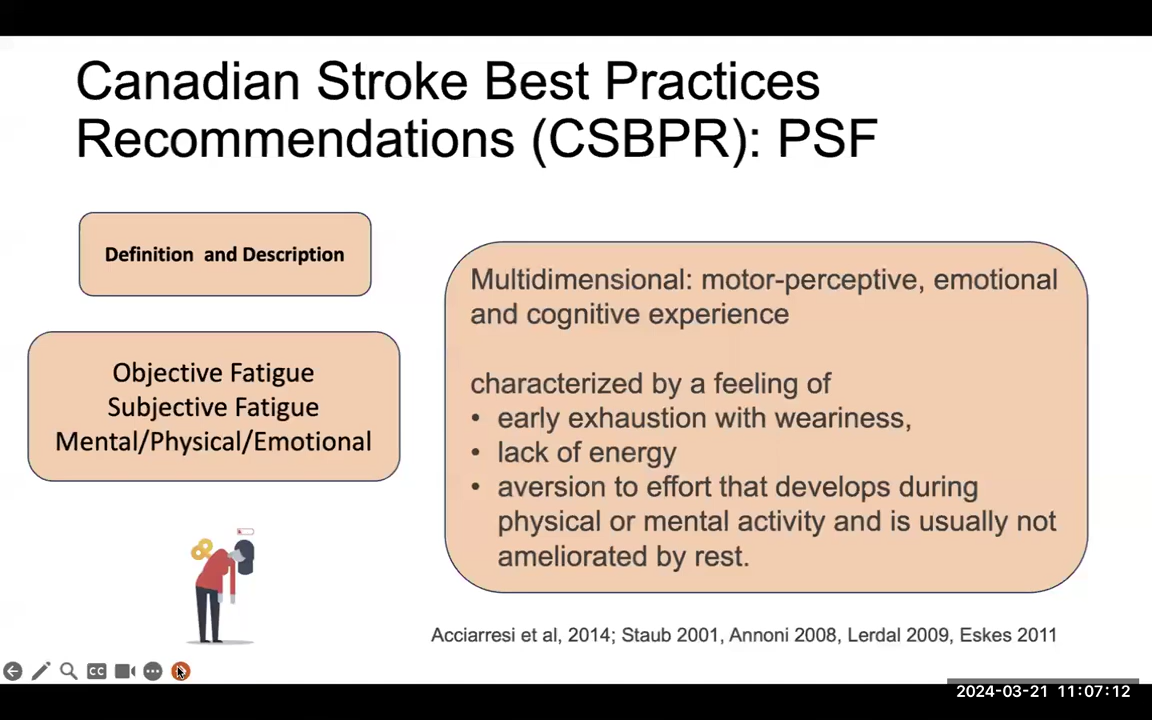 Canadian Stroke Best Practices
Recommendations (CSBPR): PSF
Definition and Description
Objective Fatigue
Subjective Fatigue
Mental/Physical/Emotional
Multidimensional: motor-perceptive, emotional
and cognitive experience
characterized by a feeling of
• early exhaustion with weariness,
• lack of energy
• aversion to effort that develops during
physical or mental activity and is usually not
ameliorated by rest.
Acciarresi et al, 2014; Staub 2001, Annoni 2008, Lerdal 2009, Eskes 2011
CC
2024-03-21 11:07:12